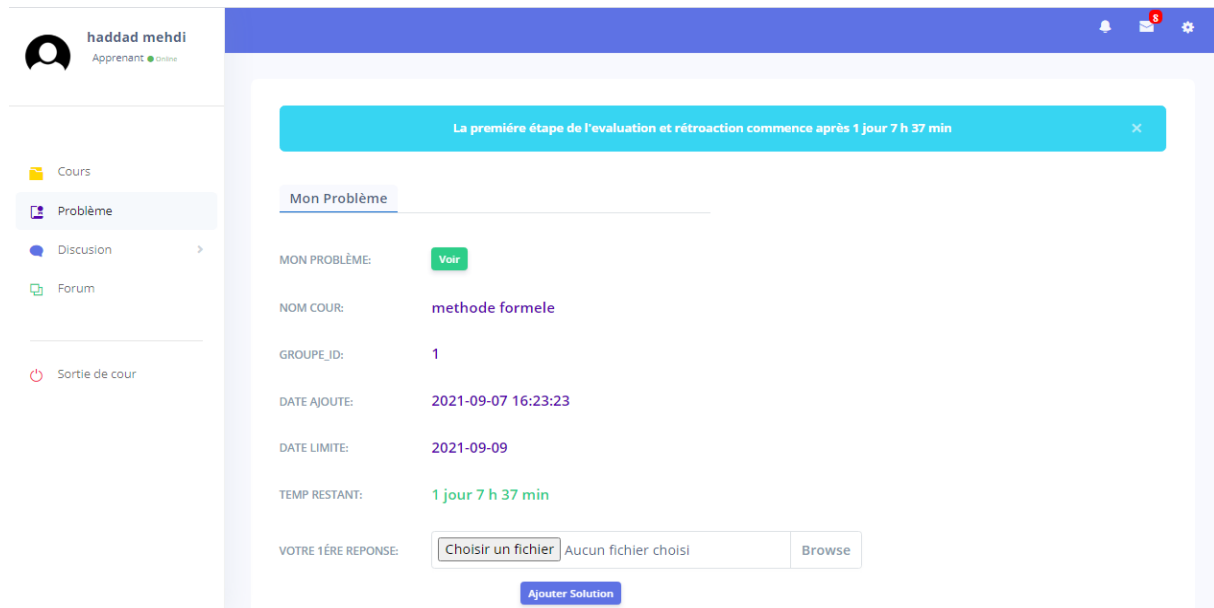 haddad mehdi
Apprenant Online
8
La premiére étape de l'evaluation et rétroaction commence après 1 jour 7 h 37 min ×
Cours
Problème
Discusion
Forum
Sortie de cour
Mon Problème
MON PROBLÈME: Voir
NOM COUR: methode formele
GROUPE_ID: 1
DATE AJOUTE: 2021-09-07 16:23:23
DATE LIMITE: 2021-09-09
TEMP RESTANT: 1 jour 7 h 37 min
VOTRE 1ÉRE REPONSE: Choisir un fichier Aucun fichier choisi Browse
Ajouter Solution